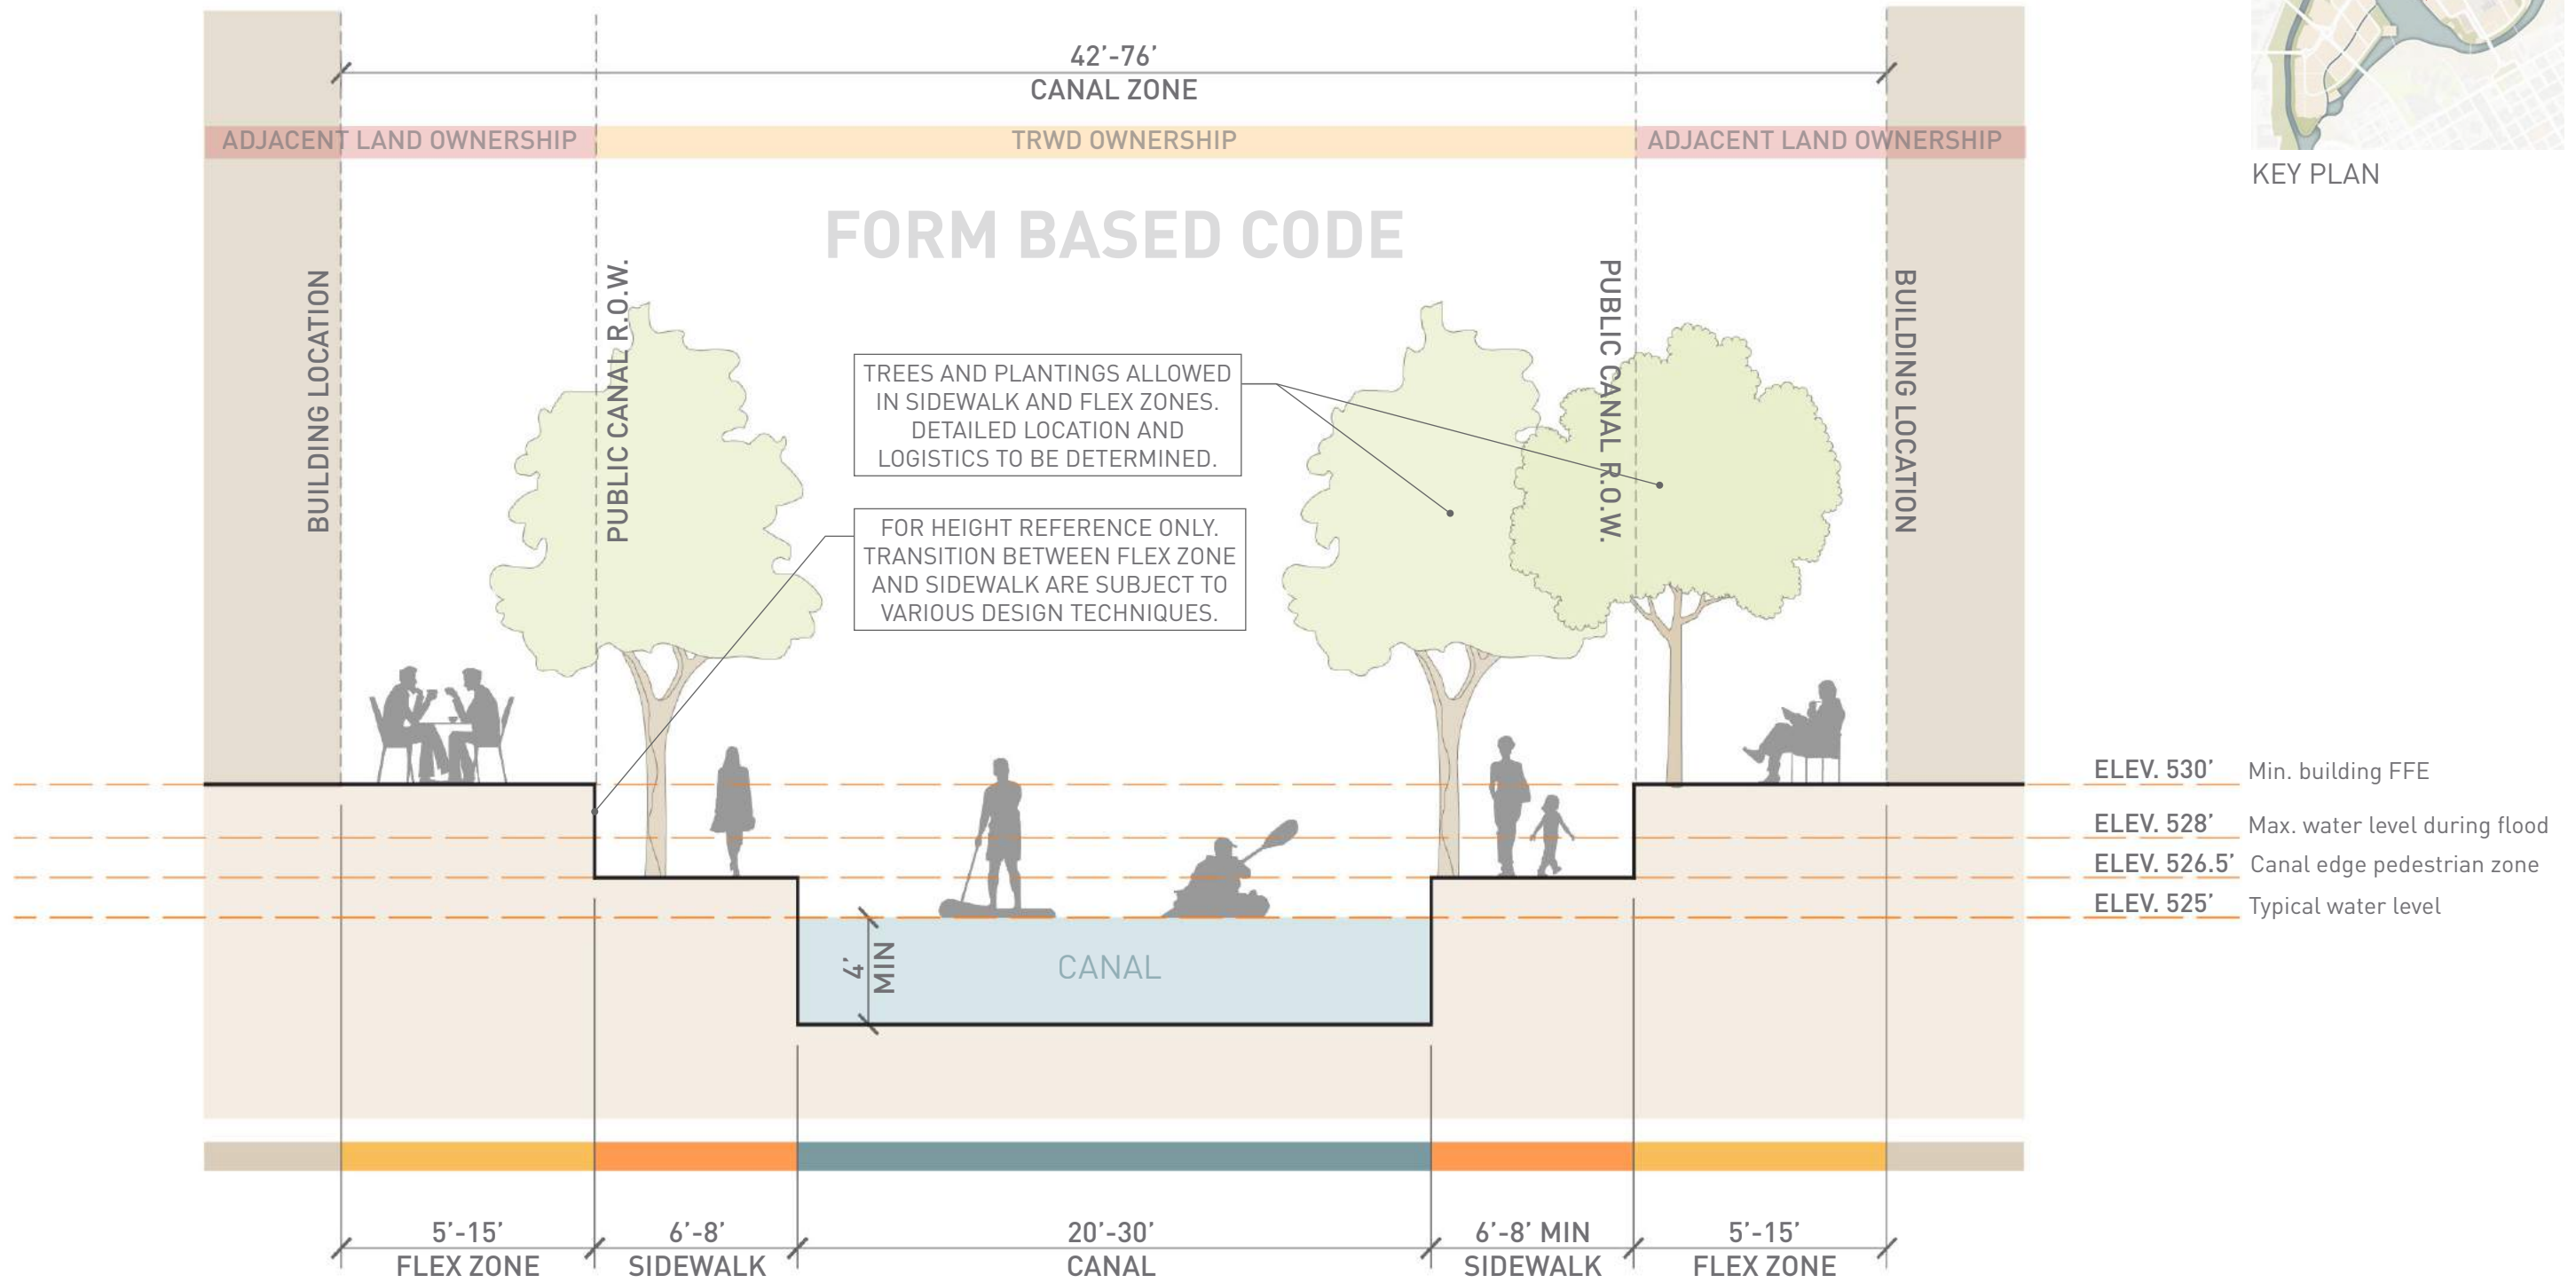 42’-76’
CANAL ZONE
ADJACENT LAND OWNERSHIP
TRWD OWNERSHIP
ADJACENT LAND OWNERSHIP
KEY PLAN
FORM BASED CODE
BUILDING LOCATION
PUBLIC CANAL R.O.W.
PUBLIC CANAL R.O.W.
BUILDING LOCATION
TREES AND PLANTINGS ALLOWED
IN SIDEWALK AND FLEX ZONES.
DETAILED LOCATION AND
LOGISTICS TO BE DETERMINED.
FOR HEIGHT REFERENCE ONLY.
TRANSITION BETWEEN FLEX ZONE
AND SIDEWALK ARE SUBJECT TO
VARIOUS DESIGN TECHNIQUES.
ELEV. 530’ Min. building FFE
ELEV. 528’ Max. water level during flood
ELEV. 526.5’ Canal edge pedestrian zone
ELEV. 525’ Typical water level
4’
MIN
CANAL
5’-15’
FLEX ZONE
6’-8’
SIDEWALK
20’-30’
CANAL
6’-8’ MIN
SIDEWALK
5’-15’
FLEX ZONE